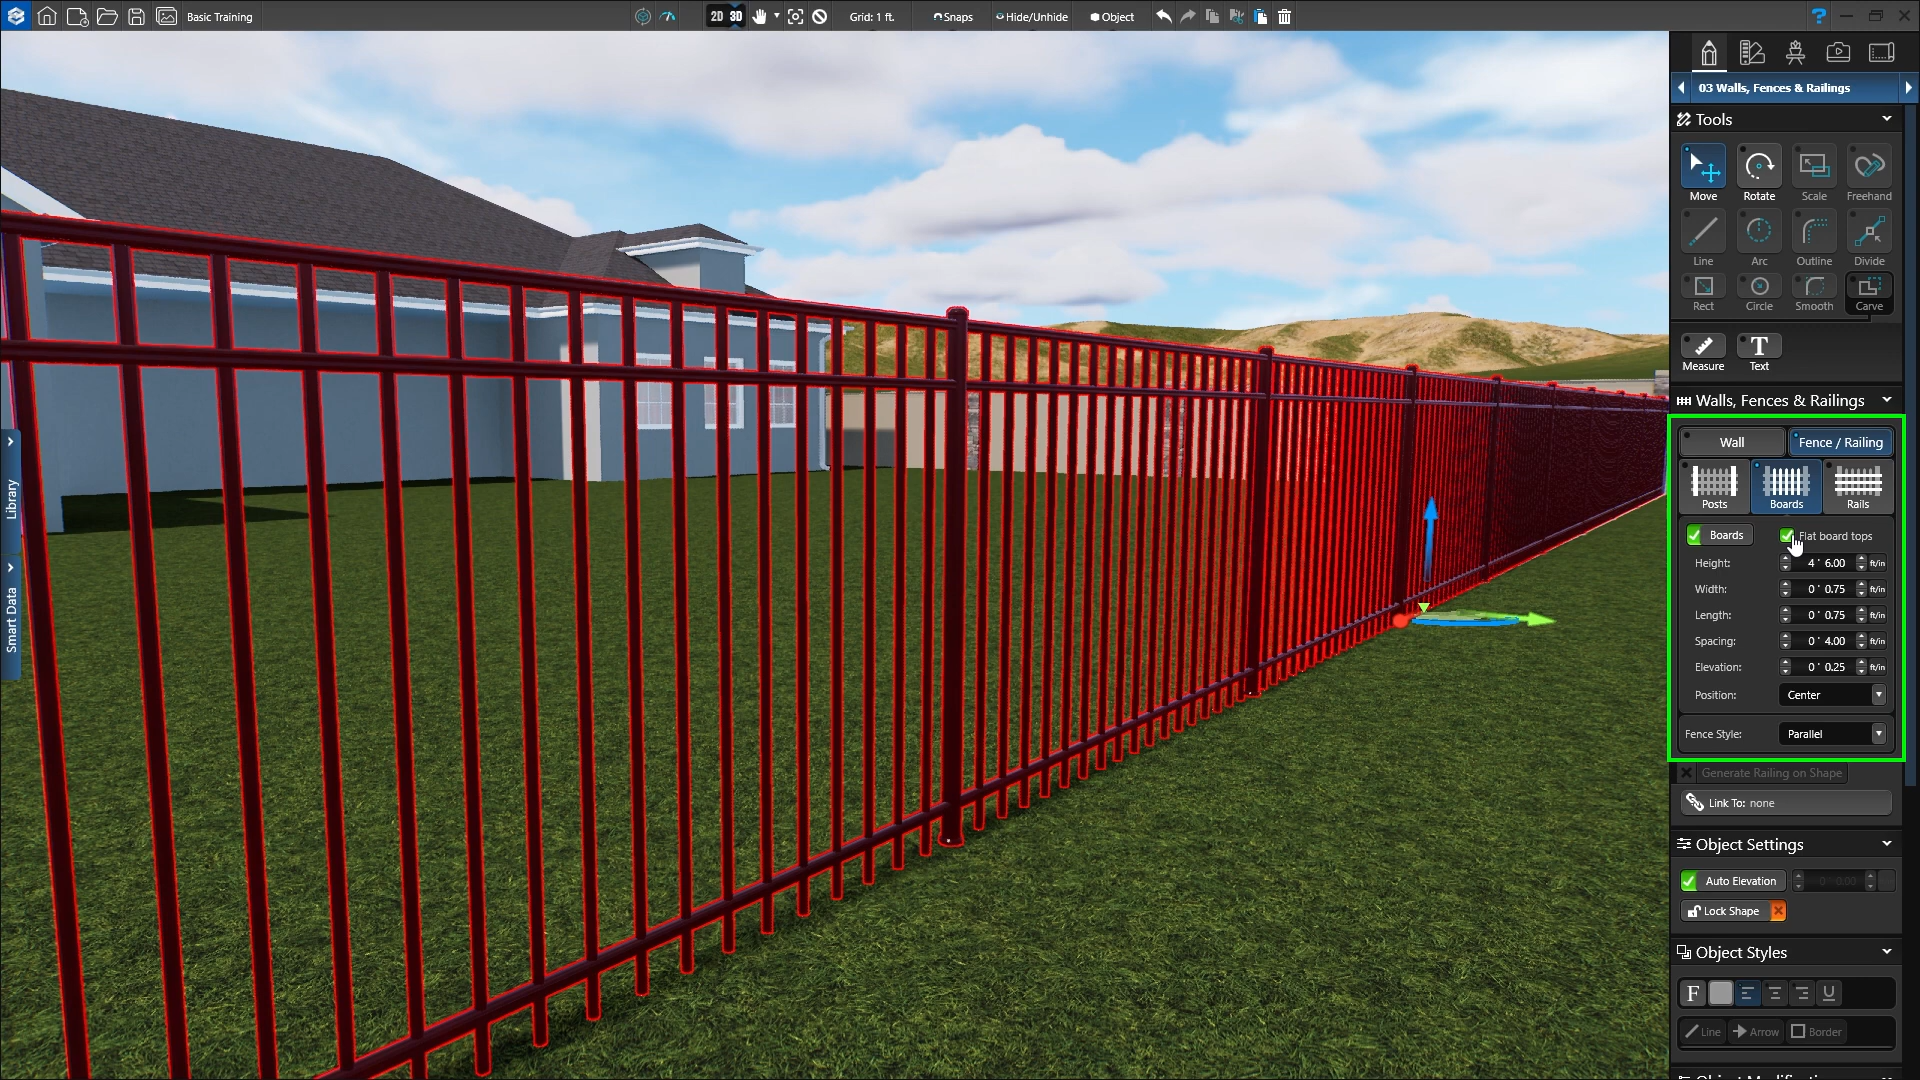 Basic Training
2D 3D
Grid: 1 ft.
Snaps
Hide/Unhide
Object
?
03 Walls, Fences & Railings
Tools
Move Rotate Scale Freehand
Line Arc Outline Divide
Rect Circle Smooth Carve
T
Measure Text
Walls, Fences & Railings
Wall Fence / Railing
Posts Boards Rails
Boards Flat board tops
Height: 4 ' 6.00 ft/in
Width: 0 ' 0.75 ft/in
Length: 0 ' 0.75 ft/in
Spacing: 0 ' 4.00 ft/in
Elevation: 0 ' 0.25 ft/in
Position: Center
Fence Style: Parallel
Generate Railing on Shape
Link To: none
Object Settings
Auto Elevation
Lock Shape
Object Styles
F U
Line Arrow Border
Library
Smart Data